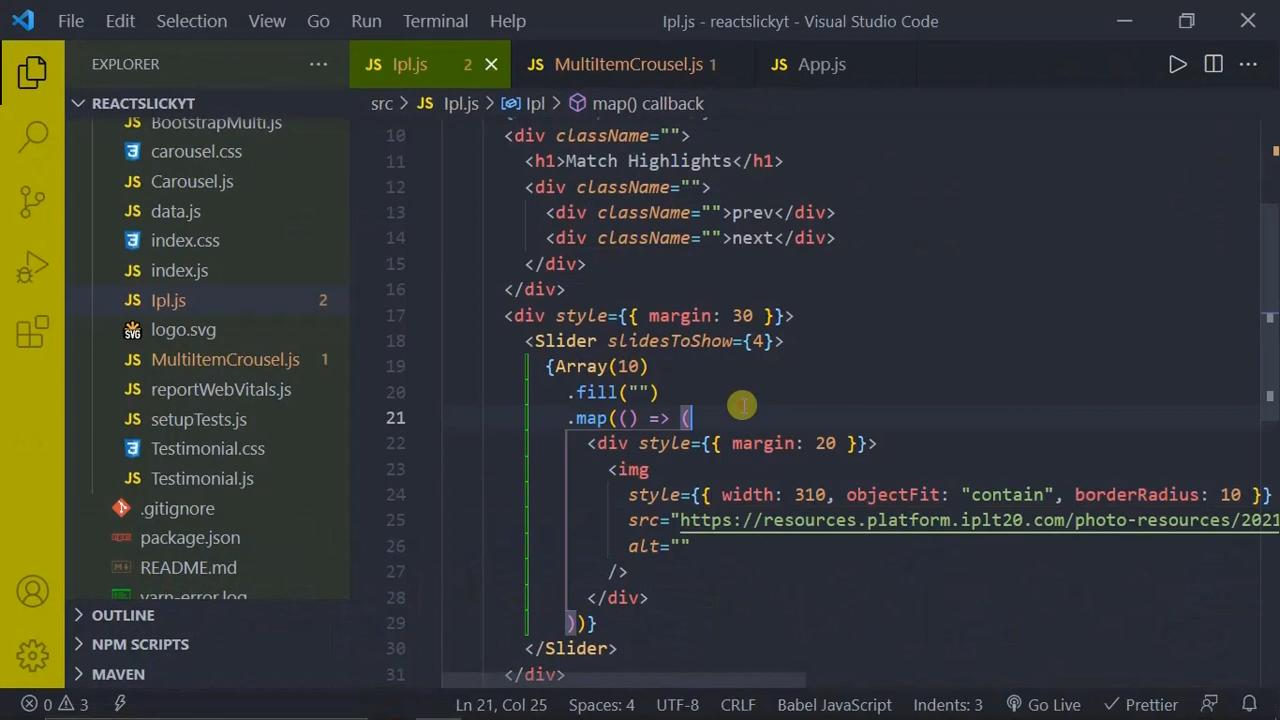 File Edit Selection View Go Run Terminal Help Ipl.js - reactslickyt - Visual Studio Code
EXPLORER
JS Ipl.js 2
JS MultiItemCrousel.js 1
JS App.js
REACTSLICKYT
src > JS Ipl.js > Ipl > map() callback
JS BootstrapMulti.js
carousel.css
JS Carousel.js
JS data.js
index.css
JS index.js
JS Ipl.js 2
logo.svg
JS MultiItemCrousel.js 1
JS reportWebVitals.js
JS setupTests.js
Testimonial.css
JS Testimonial.js
.gitignore
package.json
README.md
yarn-error.log
OUTLINE
NPM SCRIPTS
MAVEN
10 <div className="">
11 <h1>Match Highlights</h1>
12 <div className="">
13 <div className="">prev</div>
14 <div className="">next</div>
15 </div>
16 </div>
17 <div style={{ margin: 30 }}>
18 <Slider slidesToShow={4}>
19 {Array(10)
20 .fill("")
21 .map(() => (
22 <div style={{ margin: 20 }}>
23 <img
24 style={{ width: 310, objectFit: "contain", borderRadius: 10 }}
25 src="https://resources.platform.iplt20.com/photo-resources/2021
26 alt=""
27 />
28 </div>
29 ))}
30 </Slider>
31 </div>
0 3 Ln 21, Col 25 Spaces: 4 UTF-8 CRLF Babel JavaScript Indents: 3 Go Live Prettier